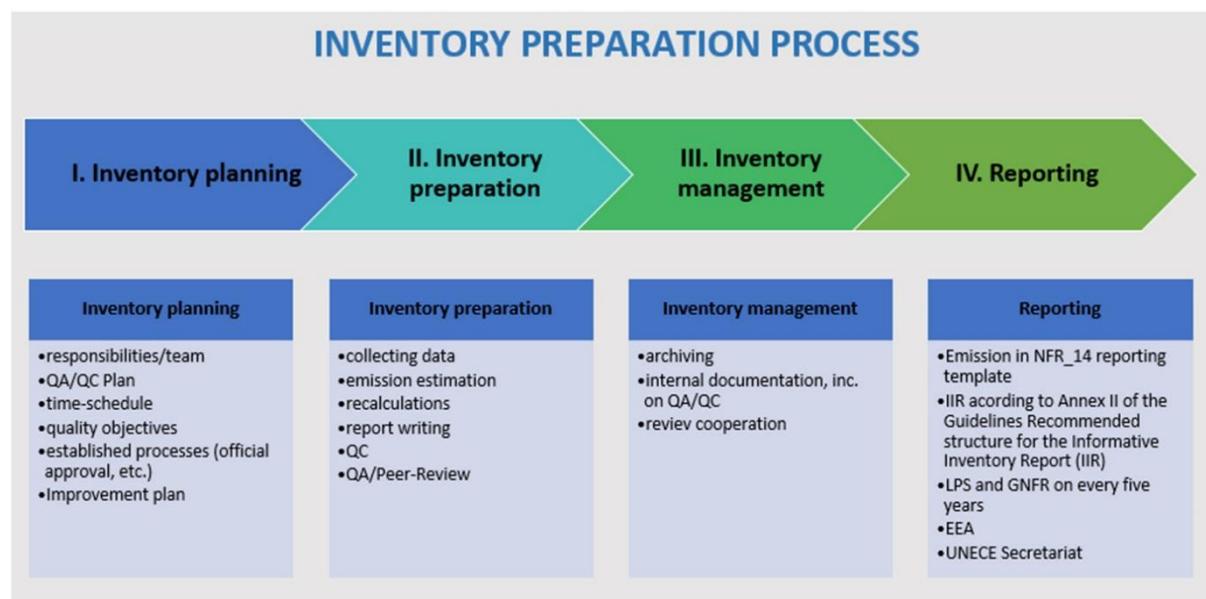 INVENTORY PREPARATION PROCESS
I. Inventory planning
II. Inventory
preparation
III. Inventory
management
IV. Reporting
Inventory planning
•responsibilities/team
•QA/QC Plan
•time-schedule
•quality objectives
•established processes (official
approval, etc.)
•Improvement plan
Inventory preparation
•collecting data
•emission estimation
•recalculations
•report writing
•QC
•QA/Peer-Review
Inventory management
•archiving
•internal documentation, inc.
on QA/QC
•reviev cooperation
Reporting
•Emission in NFR_14 reporting
template
•IIR acording to Annex II of the
Guidelines Recommended
structure for the Informative
Inventory Report (IIR)
•LPS and GNFR on every five
years
•EEA
•UNECE Secretariat